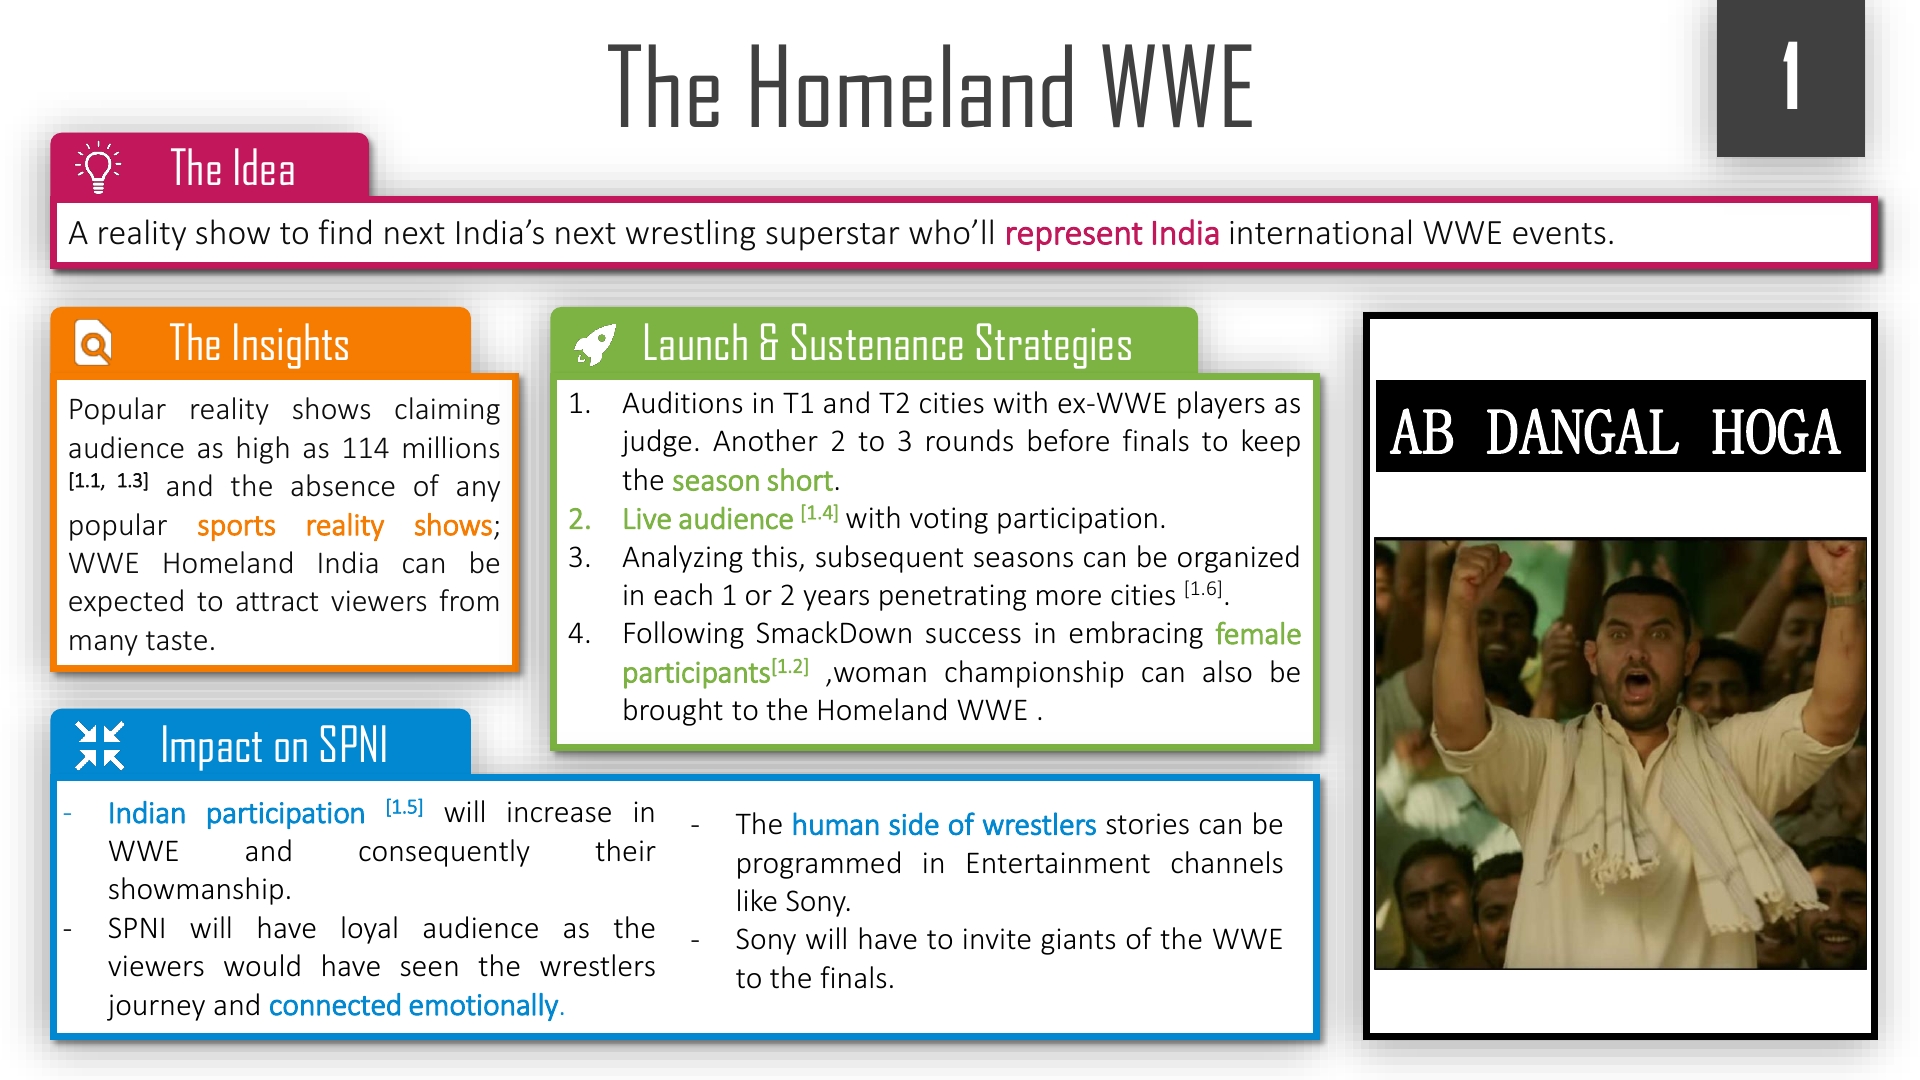 The Homeland WWE
1
The Idea
A reality show to find next India’s next wrestling superstar who’ll represent India international WWE events.
The Insights
Popular reality shows claiming
audience as high as 114 millions
[1.1, 1.3] and the absence of any
popular sports reality shows;
WWE Homeland India can be
expected to attract viewers from
many taste.
Launch & Sustenance Strategies
1. Auditions in T1 and T2 cities with ex-WWE players as
judge. Another 2 to 3 rounds before finals to keep
the season short.
2. Live audience [1.4] with voting participation.
3. Analyzing this, subsequent seasons can be organized
in each 1 or 2 years penetrating more cities [1.6].
4. Following SmackDown success in embracing female
participants[1.2] ,woman championship can also be
brought to the Homeland WWE .
Impact on SPNI
- Indian participation [1.5] will increase in
WWE and consequently their
showmanship.
- SPNI will have loyal audience as the
viewers would have seen the wrestlers
journey and connected emotionally.
- The human side of wrestlers stories can be
programmed in Entertainment channels
like Sony.
- Sony will have to invite giants of the WWE
to the finals.
AB DANGAL HOGA